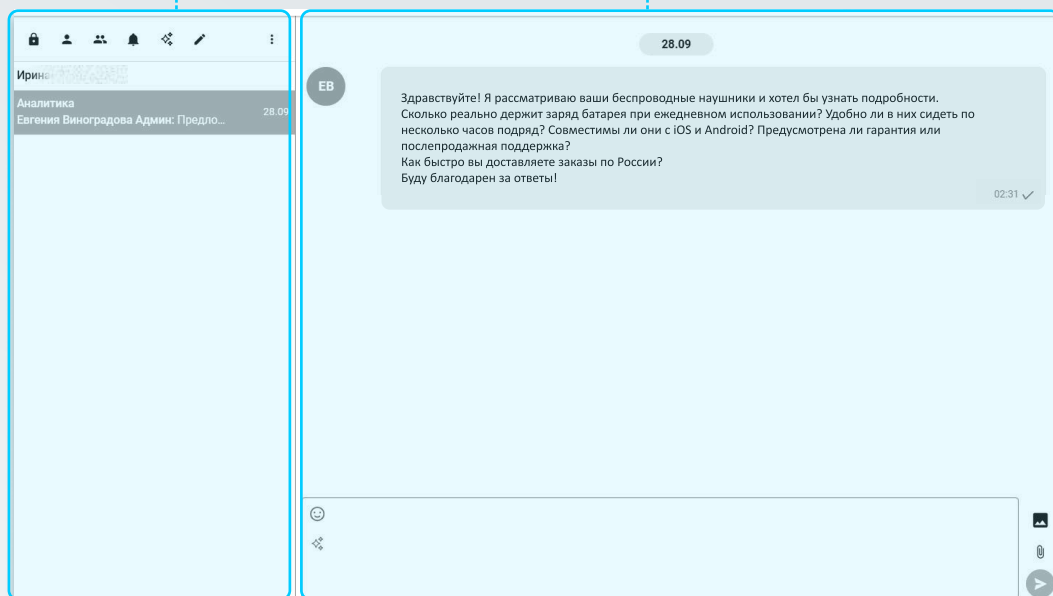 Ирина
Аналитика
28.09
Евгения Виноградова Админ: Предло...
28.09
ЕВ
Здравствуйте! Я рассматриваю ваши беспроводные наушники и хотел бы узнать подробности.
Сколько реально держит заряд батарея при ежедневном использовании? Удобно ли в них сидеть по
несколько часов подряд? Совместимы ли они с iOS и Android? Предусмотрена ли гарантия или
послепродажная поддержка?
Как быстро вы доставляете заказы по России?
Буду благодарен за ответы!
02:31